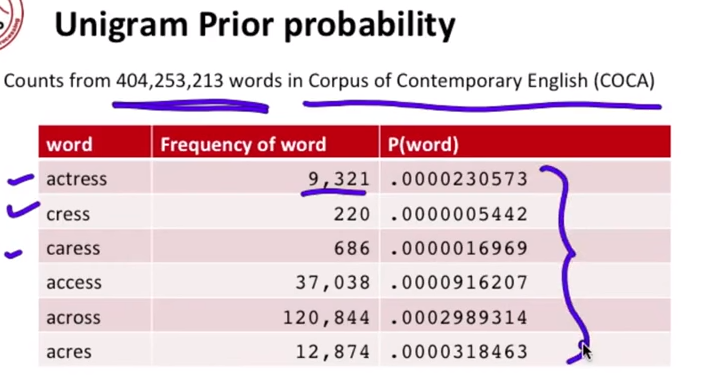 Unigram Prior probability
Counts from 404,253,213 words in Corpus of Contemporary English (COCA)
word Frequency of word P(word)
actress 9,321 .0000230573
cress 220 .0000005442
caress 686 .0000016969
access 37,038 .0000916207
across 120,844 .0002989314
acres 12,874 .0000318463